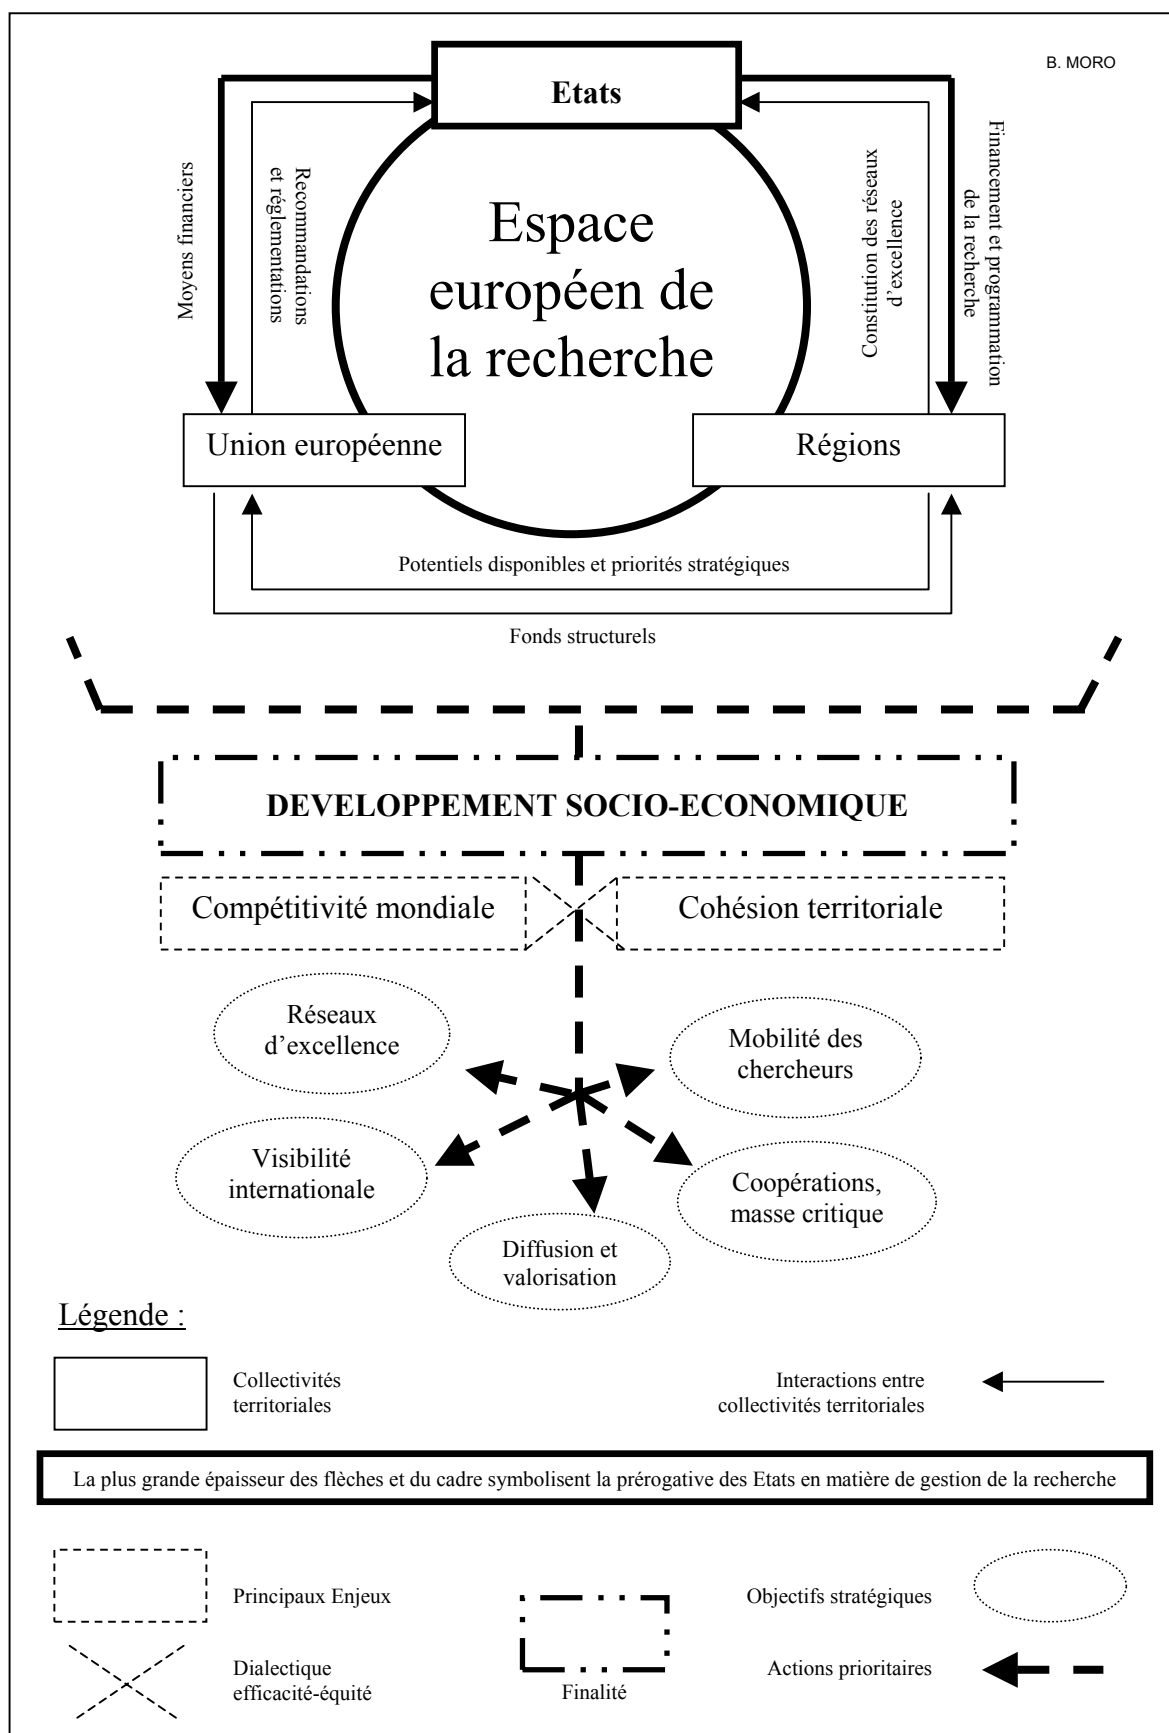 B. MORO
Etats
Moyens financiers
Recommandations
et réglementations
Espace
européen de
la recherche
Constitution des réseaux
d’excellence
Financement et programmation
de la recherche
Union européenne
Régions
Potentiels disponibles et priorités stratégiques
Fonds structurels
DEVELOPPEMENT SOCIO-ECONOMIQUE
Compétitivité mondiale
Cohésion territoriale
Réseaux
d’excellence
Mobilité des
chercheurs
Visibilité
internationale
Coopérations,
masse critique
Diffusion et
valorisation
Légende :
Collectivités
territoriales
Interactions entre
collectivités territoriales
La plus grande épaisseur des flèches et du cadre symbolisent la prérogative des Etats en matière de gestion de la recherche
Principaux Enjeux
Objectifs stratégiques
Dialectique
efficacité-équité
Finalité
Actions prioritaires